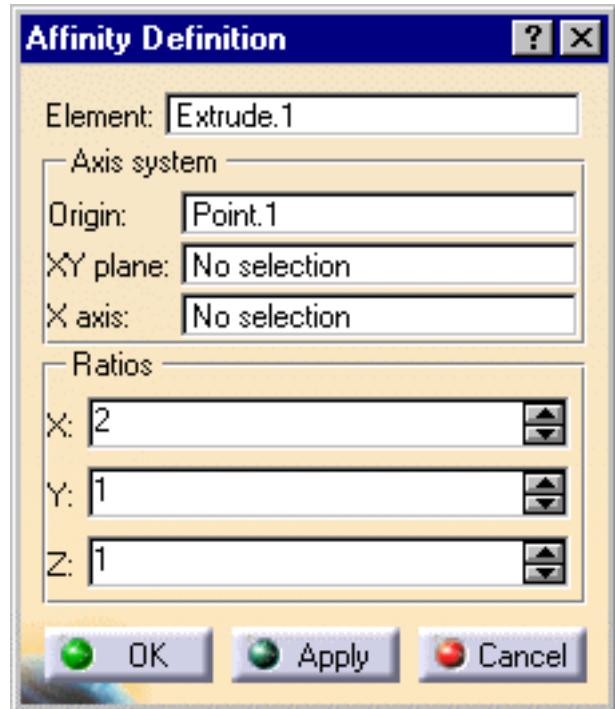 Affinity Definition ? X
Element: Extrude.1
Axis system
Origin: Point.1
XY plane: No selection
X axis: No selection
Ratios
X: 2
Y: 1
Z: 1
OK Apply Cancel